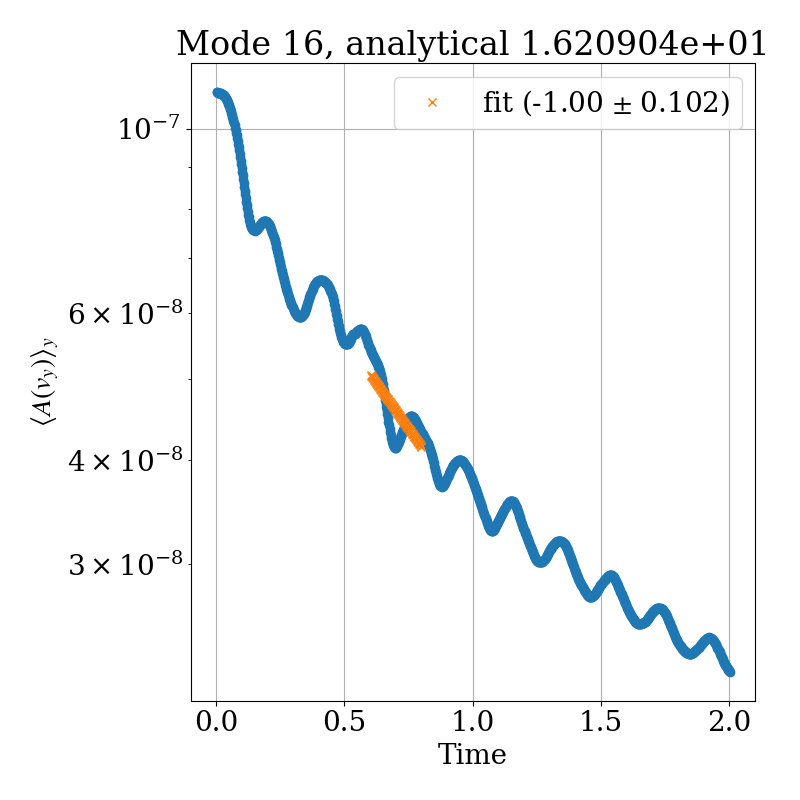 Mode 16, analytical 1.620904e+01
fit (-1.00 ± 0.102)
10⁻⁷
6 × 10⁻⁸
4 × 10⁻⁸
3 × 10⁻⁸
⟨A(v_y)⟩_y
0.0 0.5 1.0 1.5 2.0
Time